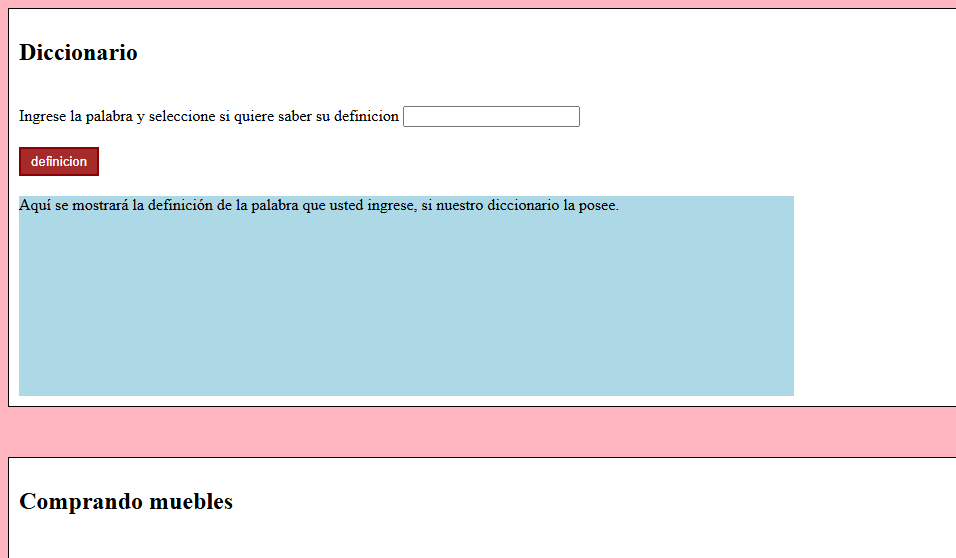 Diccionario
Ingrese la palabra y seleccione si quiere saber su definicion
definicion
Aquí se mostrará la definición de la palabra que usted ingrese, si nuestro diccionario la posee.
Comprando muebles